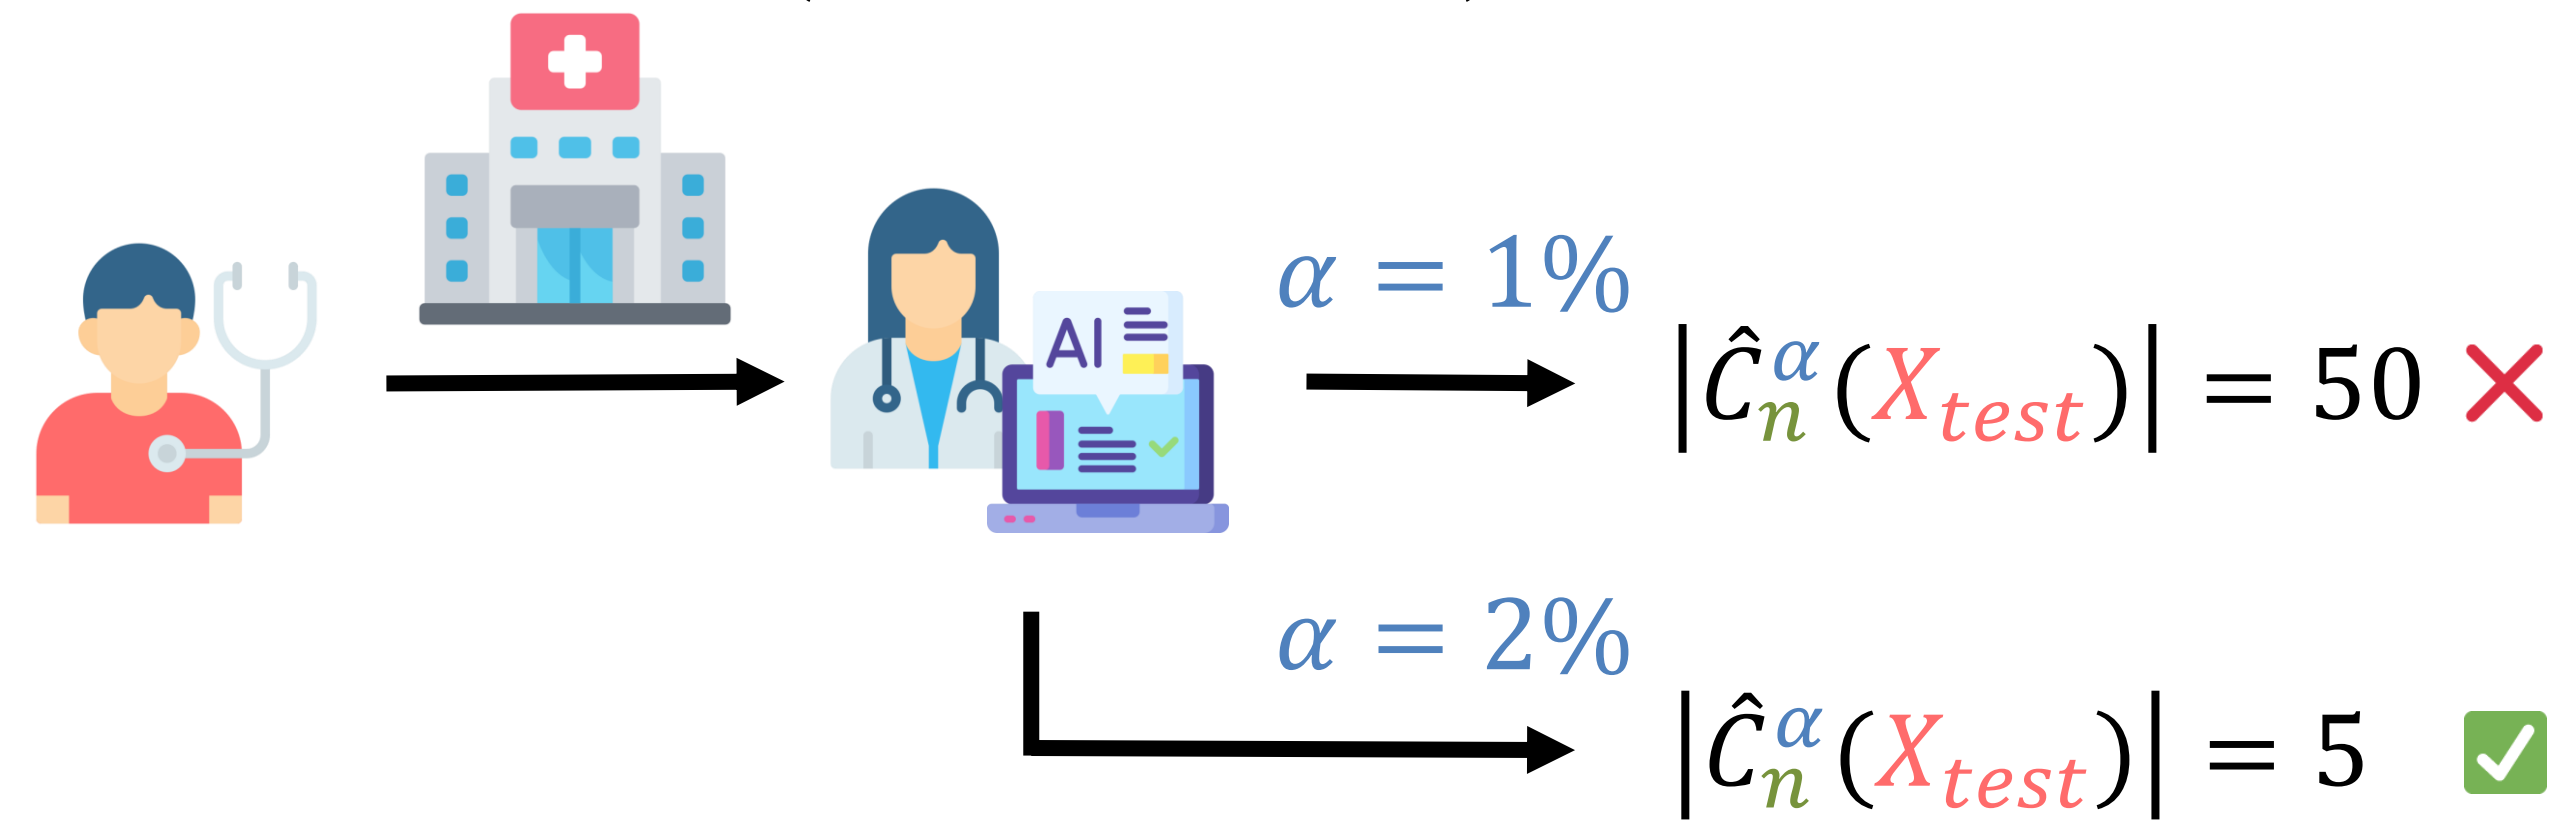 AI
α = 1%
|Ĉ_n^α(X_test)| = 50
α = 2%
|Ĉ_n^α(X_test)| = 5